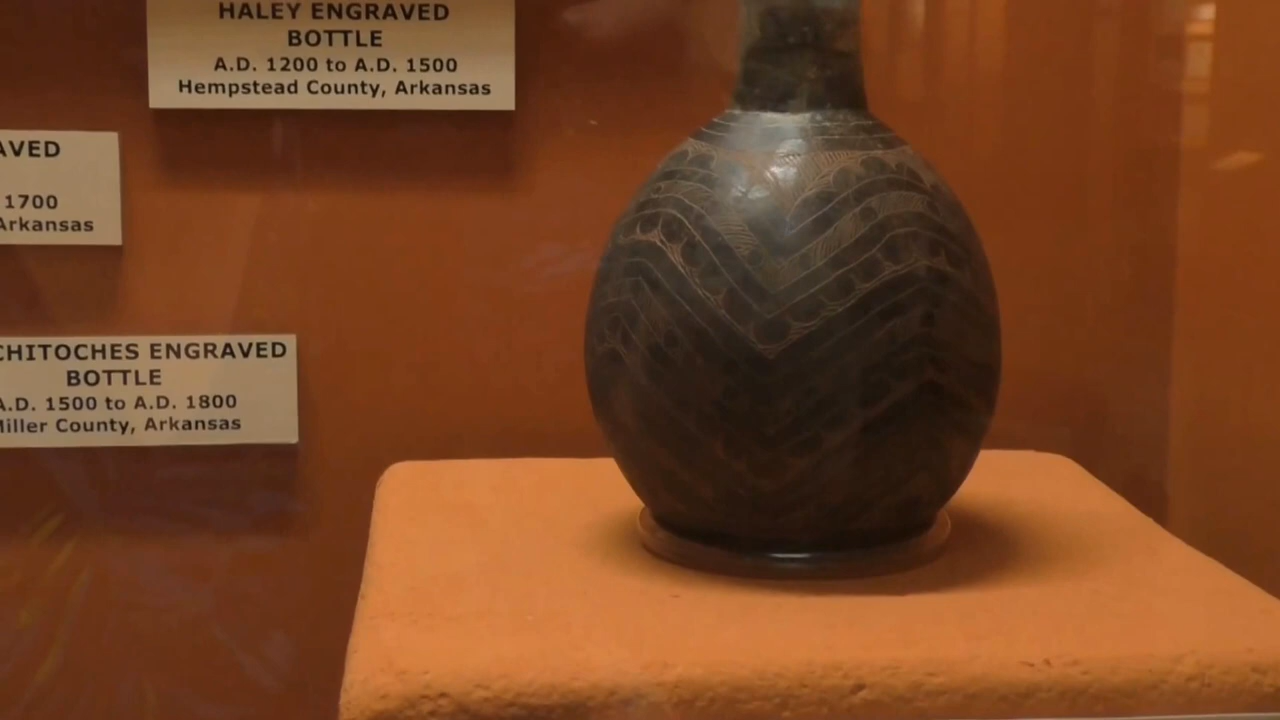 HALEY ENGRAVED
BOTTLE
A.D. 1200 to A.D. 1500
Hempstead County, Arkansas
AVED
1700
Arkansas
CHITOCHES ENGRAVED
BOTTLE
A.D. 1500 to A.D. 1800
Miller County, Arkansas